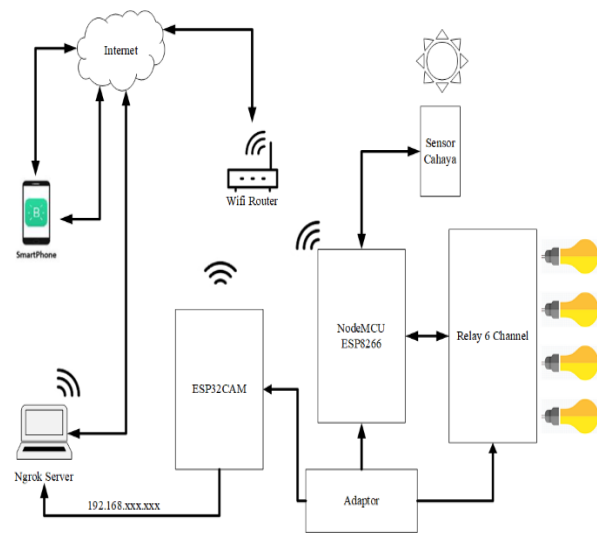 Internet
Sensor
Cahaya
Wifi Router
B
SmartPhone
NodeMCU
ESP8266
Relay 6 Channel
ESP32CAM
Ngrok Server
192.168.xxx.xxx
Adaptor